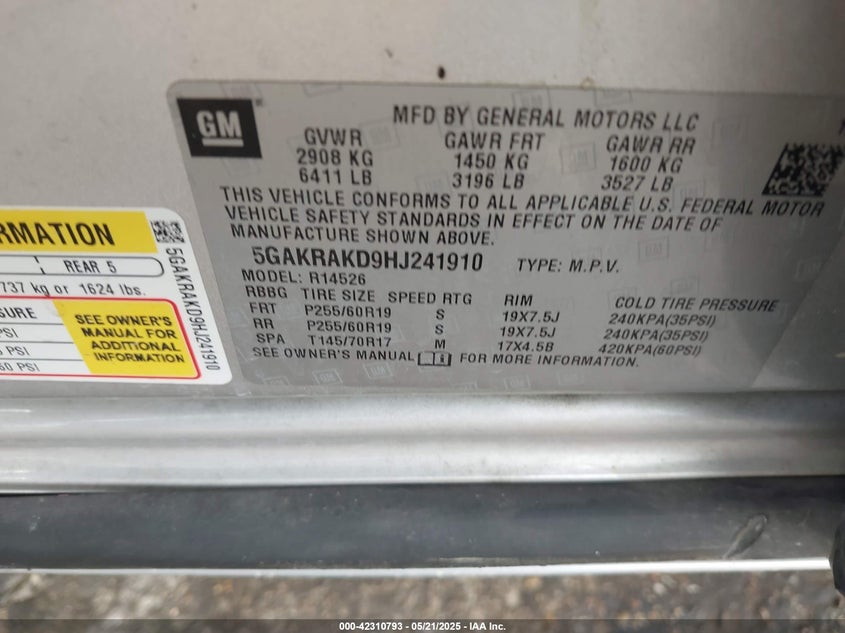 GM
MFD BY GENERAL MOTORS LLC
GVWR GAWR FRT GAWR RR
2908 KG 1450 KG 1600 KG
6411 LB 3196 LB 3527 LB
THIS VEHICLE CONFORMS TO ALL APPLICABLE U.S. FEDERAL MOTOR
VEHICLE SAFETY STANDARDS IN EFFECT ON THE DATE OF
MANUFACTURE SHOWN ABOVE.
5GAKRAKD9HJ241910 TYPE: M.P.V.
MODEL: R14526
RBBG TIRE SIZE SPEED RTG RIM COLD TIRE PRESSURE
FRT P255/60R19 S 19X7.5J 240KPA(35PSI)
RR P255/60R19 S 19X7.5J 240KPA(35PSI)
SPA T145/70R17 M 17X4.5B 420KPA(60PSI)
SEE OWNER'S MANUAL FOR MORE INFORMATION.
RMATION
REAR 5
737 kg or 1624 lbs.
SURE
PSI
PSI
60 PSI
SEE OWNER'S
MANUAL FOR
ADDITIONAL
INFORMATION
5GAKRAKD9HJ241910
000-42310793 - 05/21/2025 - IAA Inc.